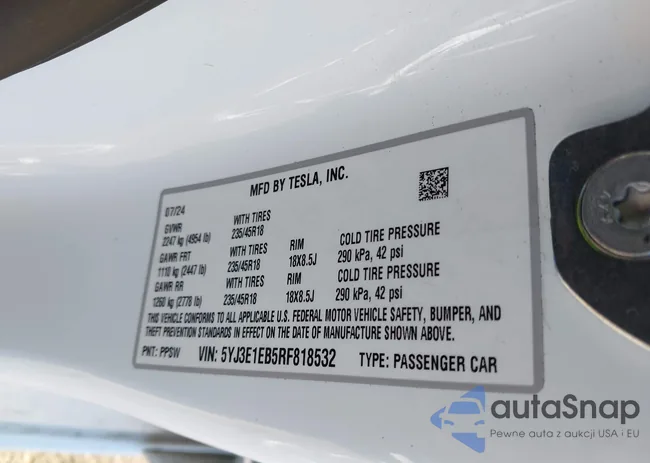 MFD BY TESLA, INC.
07/24
GVWR WITH TIRES
2247 kg (4954 lb) 235/45R18 RIM COLD TIRE PRESSURE
GAWR FRT WITH TIRES 18X8.5J 290 kPa, 42 psi
1110 kg (2447 lb) 235/45R18 RIM COLD TIRE PRESSURE
GAWR RR WITH TIRES 18X8.5J 290 kPa, 42 psi
1260 kg (2778 lb) 235/45R18
THIS VEHICLE CONFORMS TO ALL APPLICABLE U.S. FEDERAL MOTOR VEHICLE SAFETY, BUMPER, AND
THEFT PREVENTION STANDARDS IN EFFECT ON THE DATE OF MANUFACTURE SHOWN ABOVE.
PNT: PPSW VIN: 5YJ3E1EB5RF818532 TYPE: PASSENGER CAR
autoSnap
Pewne auta z aukcji USA i EU